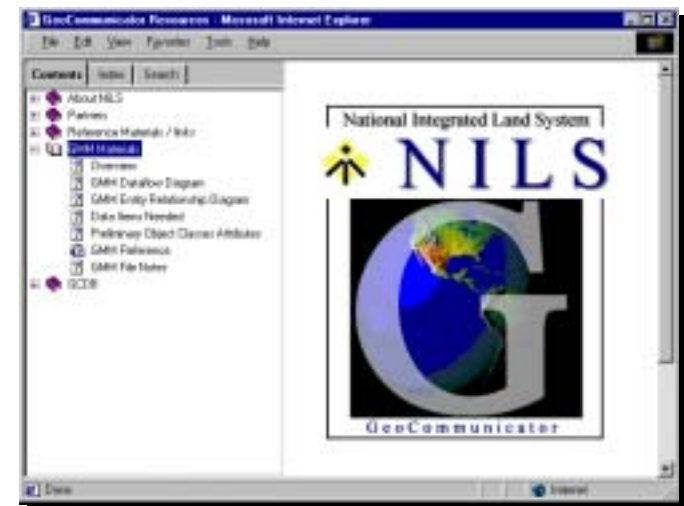 GeoCommunicator Resources - Microsoft Internet Explorer
File Edit View Favorites Tools Help
Contents Index Search
About NILS
Partners
Reference Materials / links
GMM Materials
Overview
GMM Dataflow Diagram
GMM Entity Relationship Diagram
Data Items Needed
Preliminary Object Classes Attributes
GMM Reference
GMM File Notes
GCDB
National Integrated Land System
NILS
G
GeoCommunicator
Done Internet